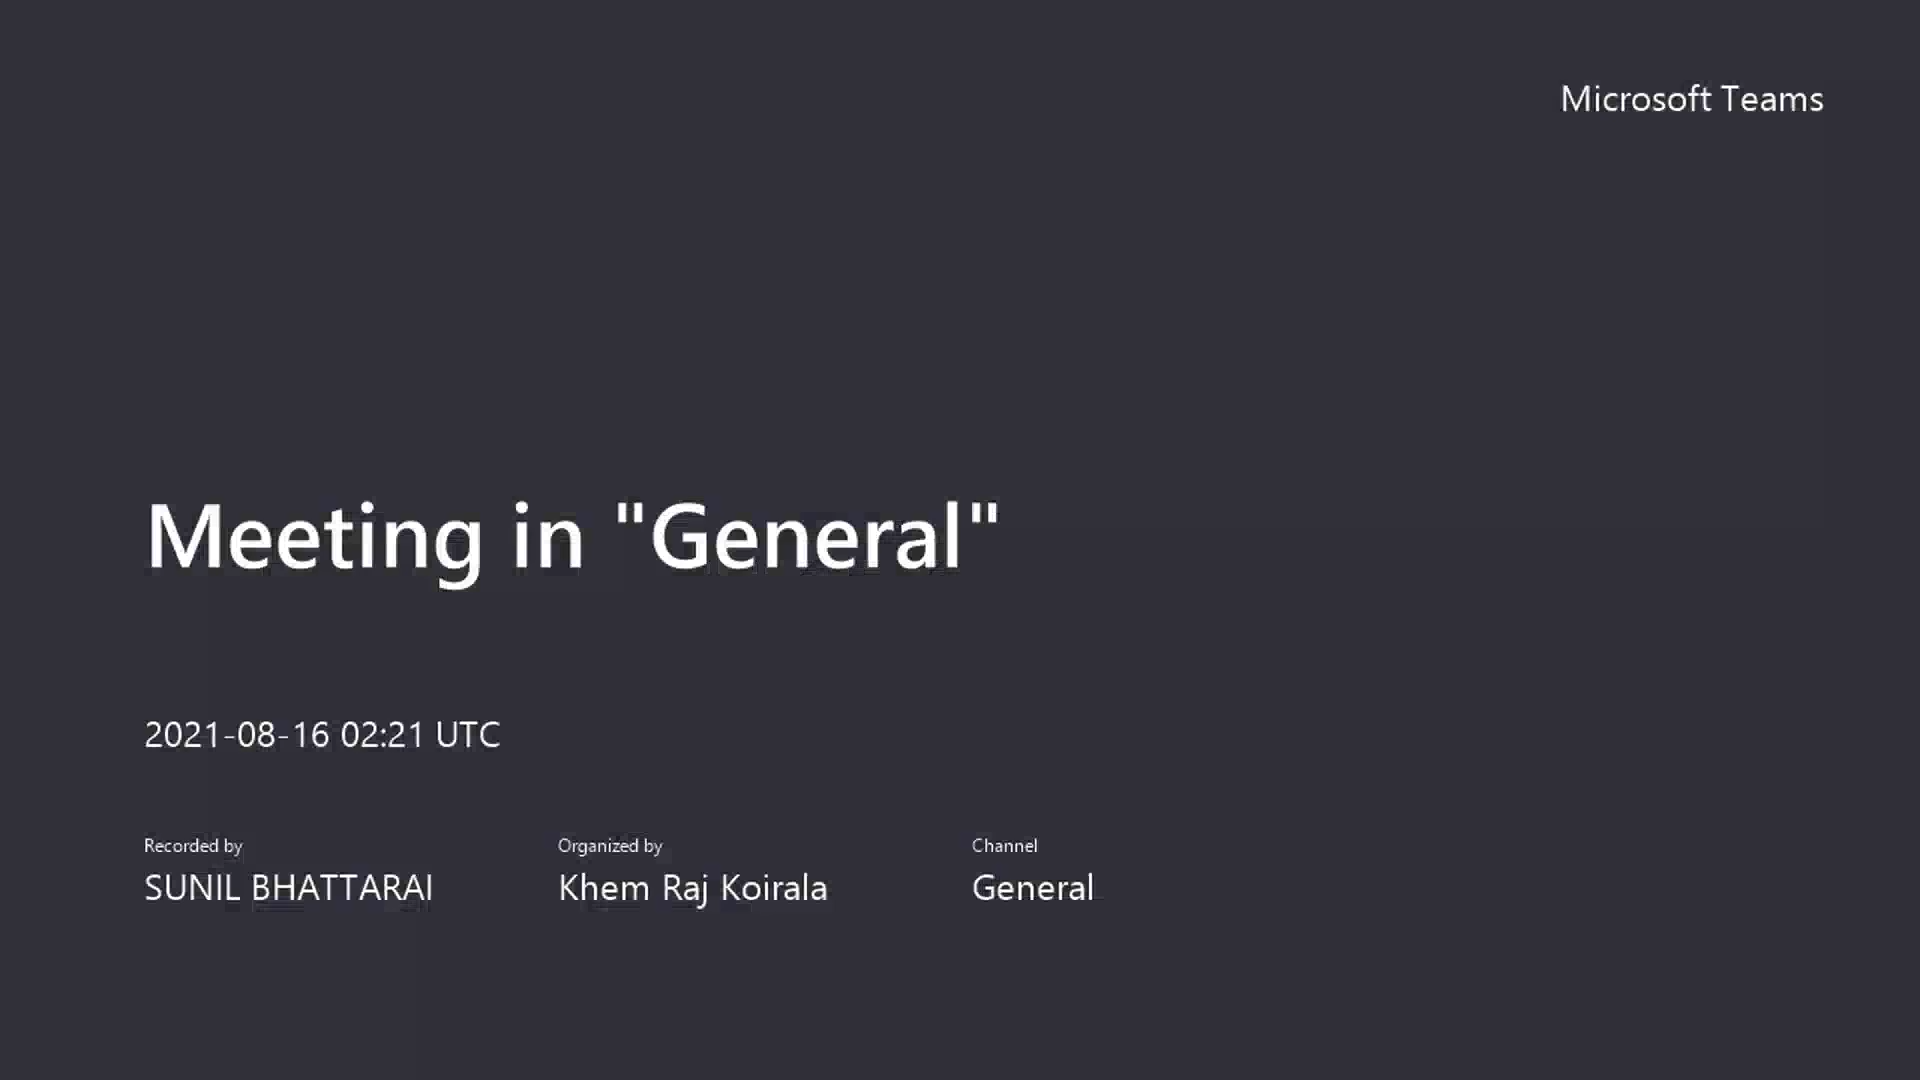 Microsoft Teams
Meeting in "General"
2021-08-16 02:21 UTC
Recorded by
SUNIL BHATTARAI
Organized by
Khem Raj Koirala
Channel
General